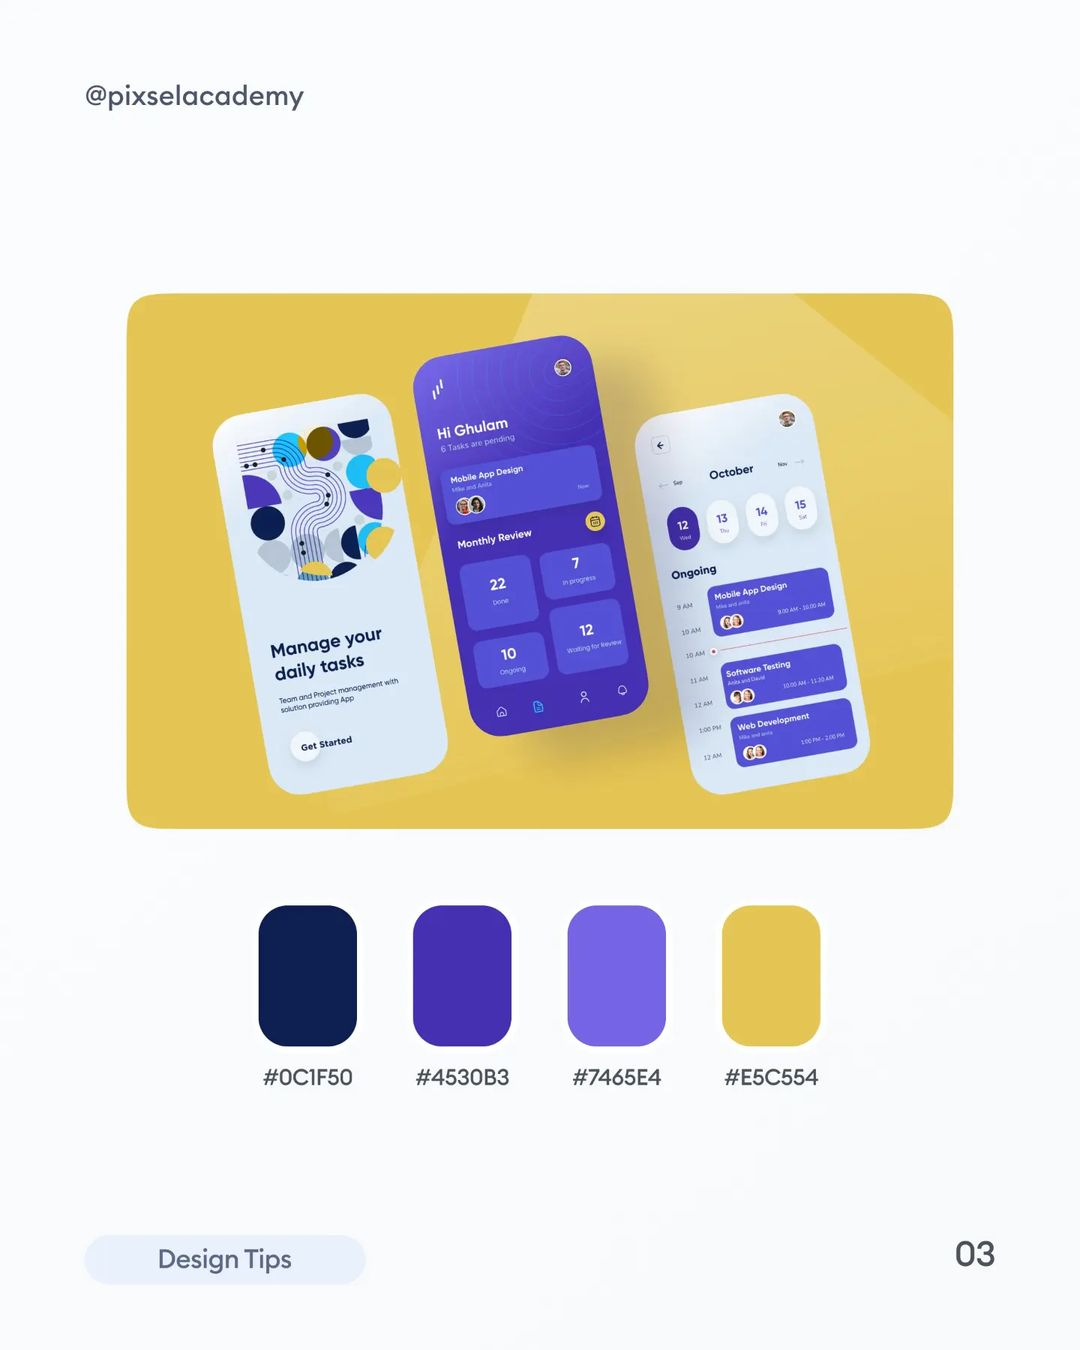 @pixselacademy
Manage your
daily tasks
Team and Project management with
solution providing App
Get Started
Hi Ghulam
6 Tasks are pending
Mobile App Design
Mike and Anita
Now
Monthly Review
22
Done
7
In progress
10
Ongoing
12
Waiting for Review
Sep
October
Nov
12
Wed
13
Thu
14
Fri
15
Sat
Ongoing
9 AM
Mobile App Design
Mike and anita
9.00 AM - 10.00 AM
10 AM
10 AM
11 AM
Software Testing
Anita and David
10.00 AM - 11.20 AM
12 AM
1:00 PM
Web Development
Mike and anita
1:00 PM - 2.00 PM
12 AM
#0C1F50
#4530B3
#7465E4
#E5C554
Design Tips
03